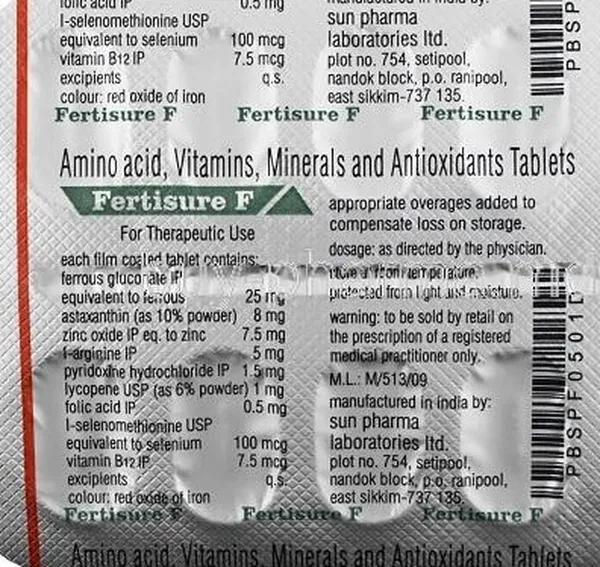 folic acid IP 0.5 mg
l-selenomethionine USP
equivalent to selenium 100 mcg
vitamin B12 IP 7.5 mcg
excipients q.s.
colour: red oxide of iron
manufactured in india by:
sun pharma
laboratories ltd.
plot no. 754, setipool,
nandok block, p.o. ranipool,
east sikkim-737 135.
PBSP
Fertisure F Fertisure F Fertisure F
Amino acid, Vitamins, Minerals and Antioxidants Tablets
Fertisure F
For Therapeutic Use
each film coated tablet contains:
ferrous gluconate IP
equivalent to ferrous 25 mg
astaxanthin (as 10% powder) 8 mg
zinc oxide IP eq. to zinc 7.5 mg
l-arginine IP 5 mg
pyridoxine hydrochloride IP 1.5 mg
lycopene USP (as 6% powder) 1 mg
folic acid IP 0.5 mg
l-selenomethionine USP
equivalent to selenium 100 mcg
vitamin B12 IP 7.5 mcg
excipients q.s.
colour: red oxide of iron
appropriate overages added to
compensate loss on storage.
dosage: as directed by the physician.
store at room temperature,
protected from light and moisture.
warning: to be sold by retail on
the prescription of a registered
medical practitioner only.
M.L.: M/513/09
manufactured in india by:
sun pharma
laboratories ltd.
plot no. 754, setipool,
nandok block, p.o. ranipool,
east sikkim-737 135.
PBSPF0501D
Fertisure F Fertisure F Fertisure F
Amino acid, Vitamins, Minerals and Antioxidants Tablets